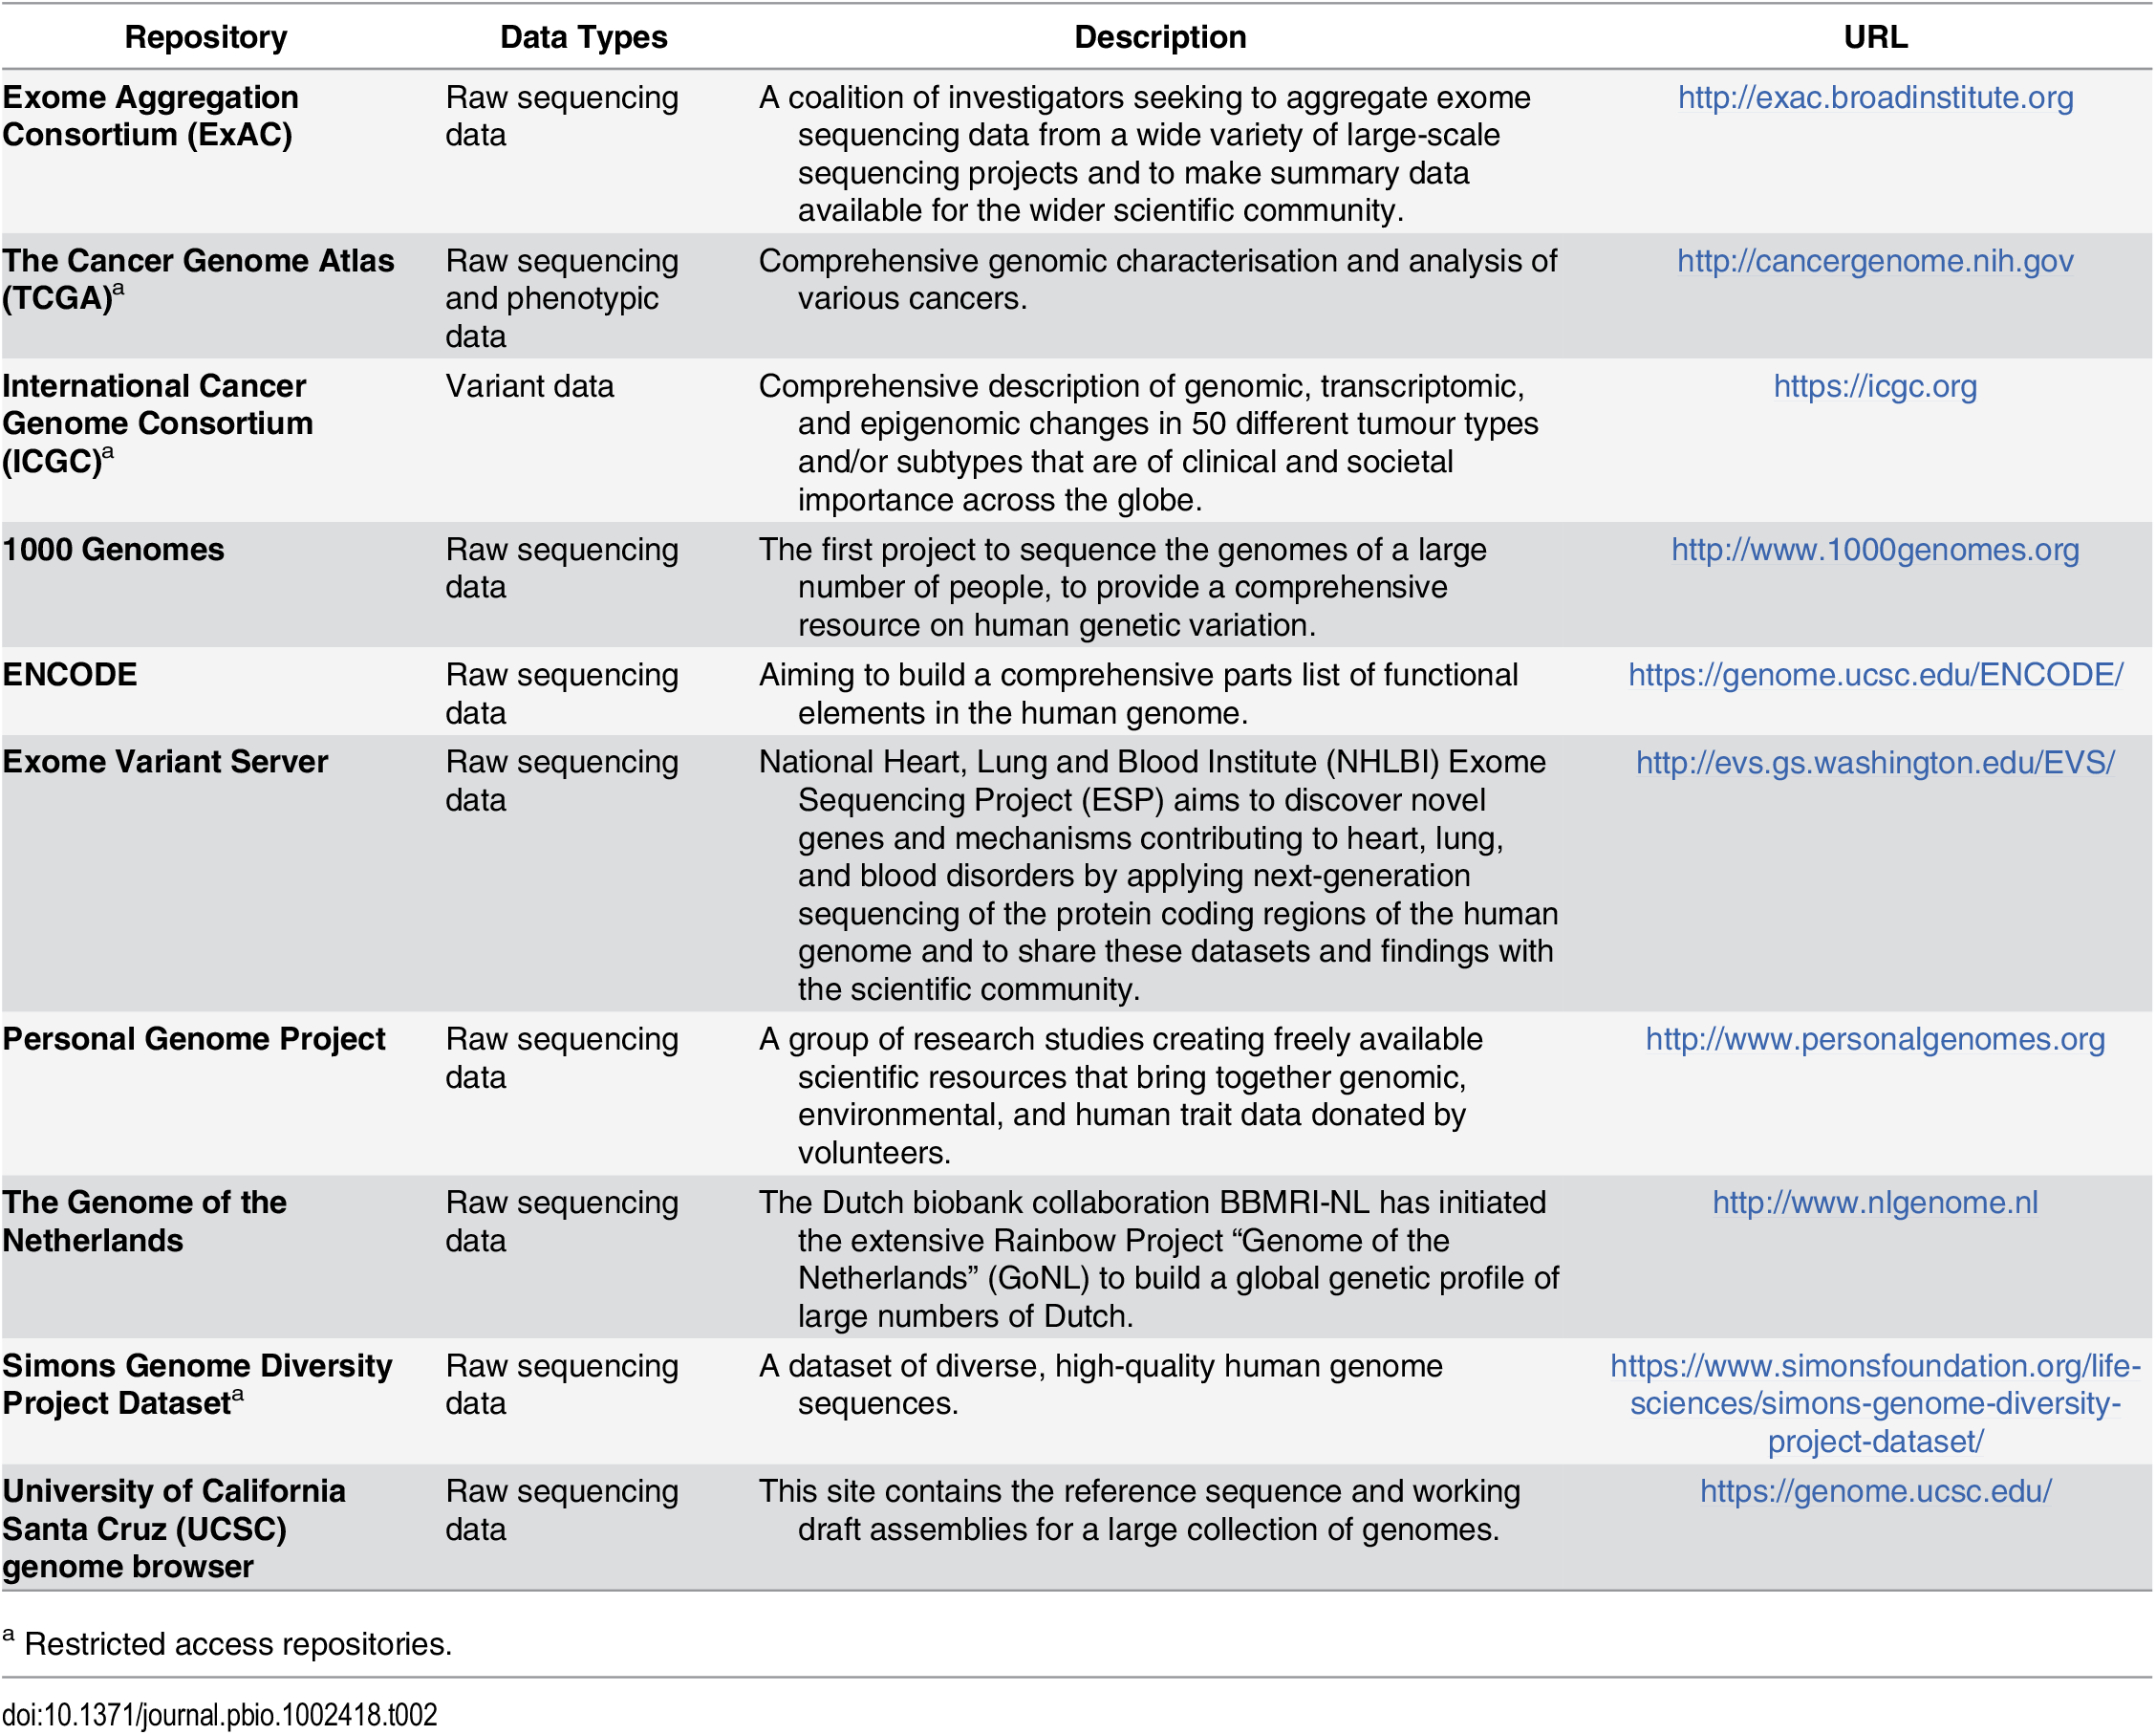 Repository Data Types Description URL
Exome Aggregation Raw sequencing A coalition of investigators seeking to aggregate exome http://exac.broadinstitute.org
Consortium (ExAC) data sequencing data from a wide variety of large-scale
sequencing projects and to make summary data
available for the wider scientific community.
The Cancer Genome Atlas Raw sequencing Comprehensive genomic characterisation and analysis of http://cancergenome.nih.gov
(TCGA)a and phenotypic various cancers.
data
International Cancer Variant data Comprehensive description of genomic, transcriptomic, https://icgc.org
Genome Consortium and epigenomic changes in 50 different tumour types
(ICGC)a and/or subtypes that are of clinical and societal
importance across the globe.
1000 Genomes Raw sequencing The first project to sequence the genomes of a large http://www.1000genomes.org
data number of people, to provide a comprehensive
resource on human genetic variation.
ENCODE Raw sequencing Aiming to build a comprehensive parts list of functional https://genome.ucsc.edu/ENCODE/
data elements in the human genome.
Exome Variant Server Raw sequencing National Heart, Lung and Blood Institute (NHLBI) Exome http://evs.gs.washington.edu/EVS/
data Sequencing Project (ESP) aims to discover novel
genes and mechanisms contributing to heart, lung,
and blood disorders by applying next-generation
sequencing of the protein coding regions of the human
genome and to share these datasets and findings with
the scientific community.
Personal Genome Project Raw sequencing A group of research studies creating freely available http://www.personalgenomes.org
data scientific resources that bring together genomic,
environmental, and human trait data donated by
volunteers.
The Genome of the Raw sequencing The Dutch biobank collaboration BBMRI-NL has initiated http://www.nlgenome.nl
Netherlands data the extensive Rainbow Project “Genome of the
Netherlands” (GoNL) to build a global genetic profile of
large numbers of Dutch.
Simons Genome Diversity Raw sequencing A dataset of diverse, high-quality human genome https://www.simonsfoundation.org/life-
Project Dataseta data sequences. sciences/simons-genome-diversity-
project-dataset/
University of California Raw sequencing This site contains the reference sequence and working https://genome.ucsc.edu/
Santa Cruz (UCSC) data draft assemblies for a large collection of genomes.
genome browser
a Restricted access repositories.
doi:10.1371/journal.pbio.1002418.t002